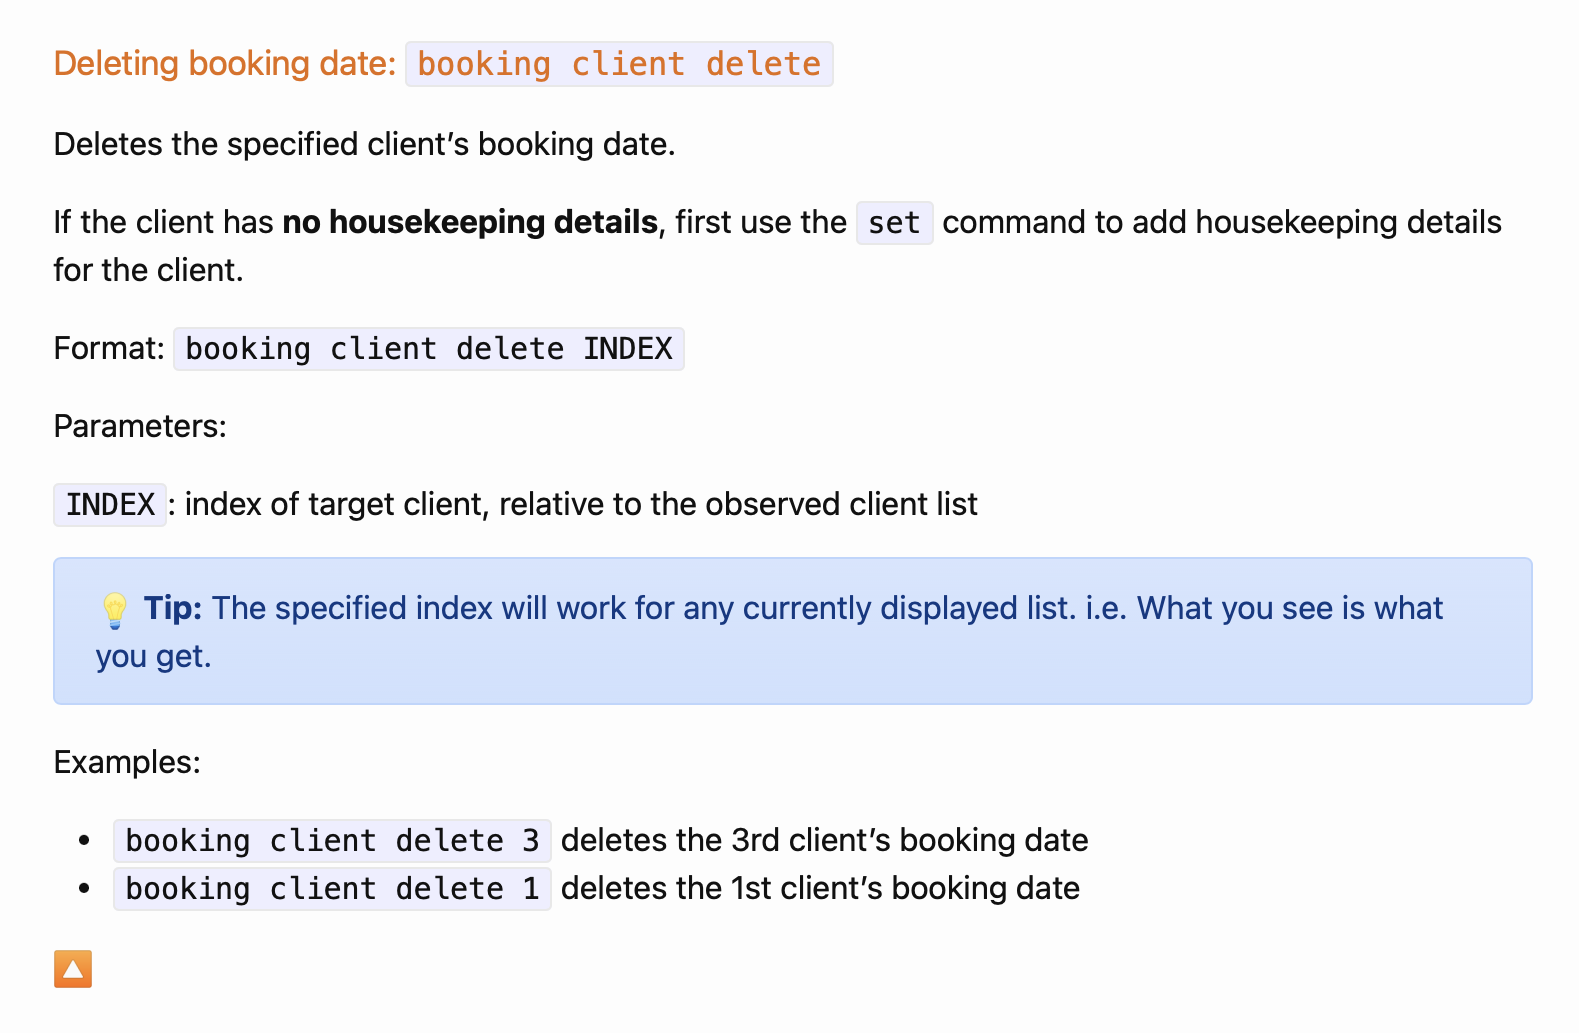 Deleting booking date: booking client delete
Deletes the specified client’s booking date.
If the client has no housekeeping details, first use the set command to add housekeeping details
for the client.
Format: booking client delete INDEX
Parameters:
INDEX : index of target client, relative to the observed client list
💡 Tip: The specified index will work for any currently displayed list. i.e. What you see is what
you get.
Examples:
• booking client delete 3 deletes the 3rd client’s booking date
• booking client delete 1 deletes the 1st client’s booking date